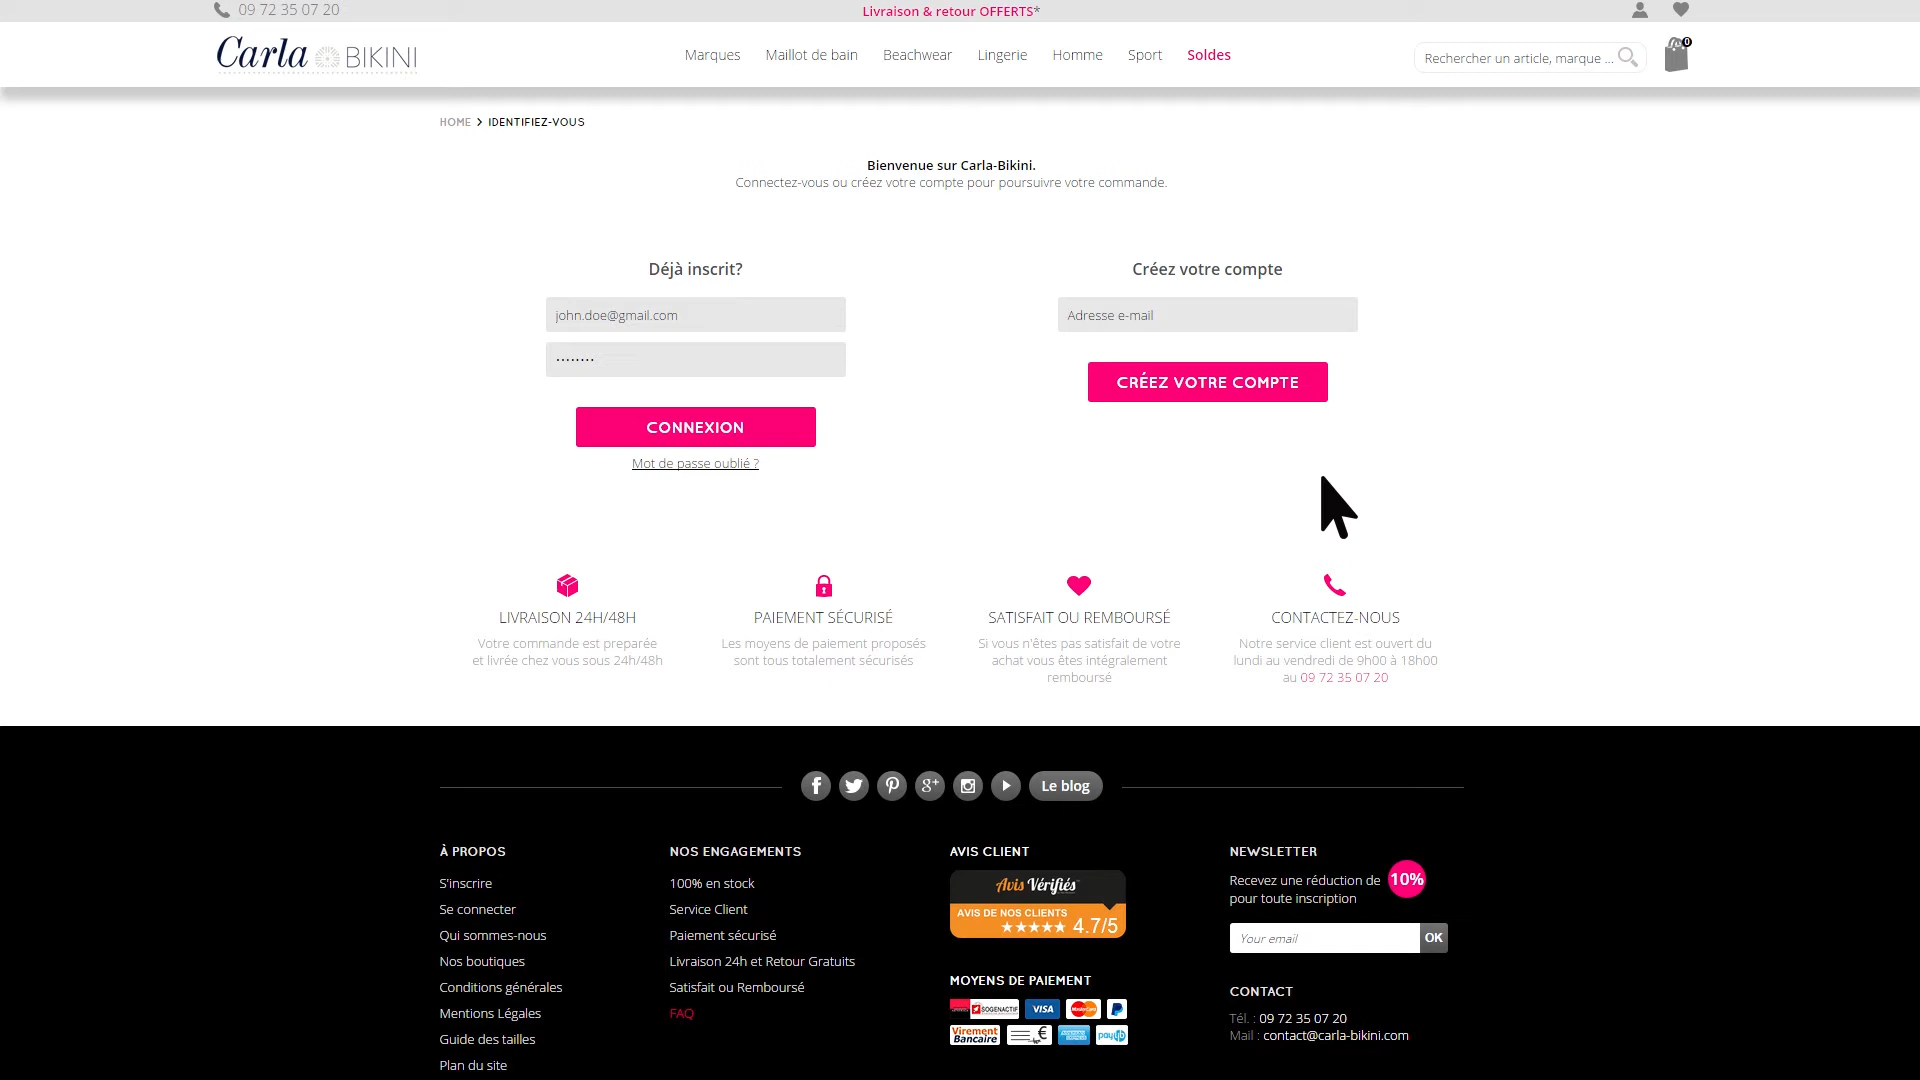 09 72 35 07 20
Livraison & retour OFFERTS*
Carla BIKINI
Marques Maillot de bain Beachwear Lingerie Homme Sport Soldes
Rechercher un article, marque ...
0
HOME > IDENTIFIEZ-VOUS
Bienvenue sur Carla-Bikini.
Connectez-vous ou créez votre compte pour poursuivre votre commande.
Déjà inscrit?
john.doe@gmail.com
........
CONNEXION
Mot de passe oublié ?
Créez votre compte
Adresse e-mail
CRÉEZ VOTRE COMPTE
LIVRAISON 24H/48H
Votre commande est preparée
et livrée chez vous sous 24h/48h
PAIEMENT SÉCURISÉ
Les moyens de paiement proposés
sont tous totalement sécurisés
SATISFAIT OU REMBOURSÉ
Si vous n'êtes pas satisfait de votre
achat vous êtes intégralement
remboursé
CONTACTEZ-NOUS
Notre service client est ouvert du
lundi au vendredi de 9h00 à 18h00
au 09 72 35 07 20
Le blog
À PROPOS
S'inscrire
Se connecter
Qui sommes-nous
Nos boutiques
Conditions générales
Mentions Légales
Guide des tailles
Plan du site
NOS ENGAGEMENTS
100% en stock
Service Client
Paiement sécurisé
Livraison 24h et Retour Gratuits
Satisfait ou Remboursé
FAQ
AVIS CLIENT
Avis Vérifiés
AVIS DE NOS CLIENTS
4.7/5
MOYENS DE PAIEMENT
SOGENACTIF VISA MasterCard
Virement
Bancaire
NEWSLETTER
Recevez une réduction de 10%
pour toute inscription
Your email OK
CONTACT
Tél. : 09 72 35 07 20
Mail : contact@carla-bikini.com